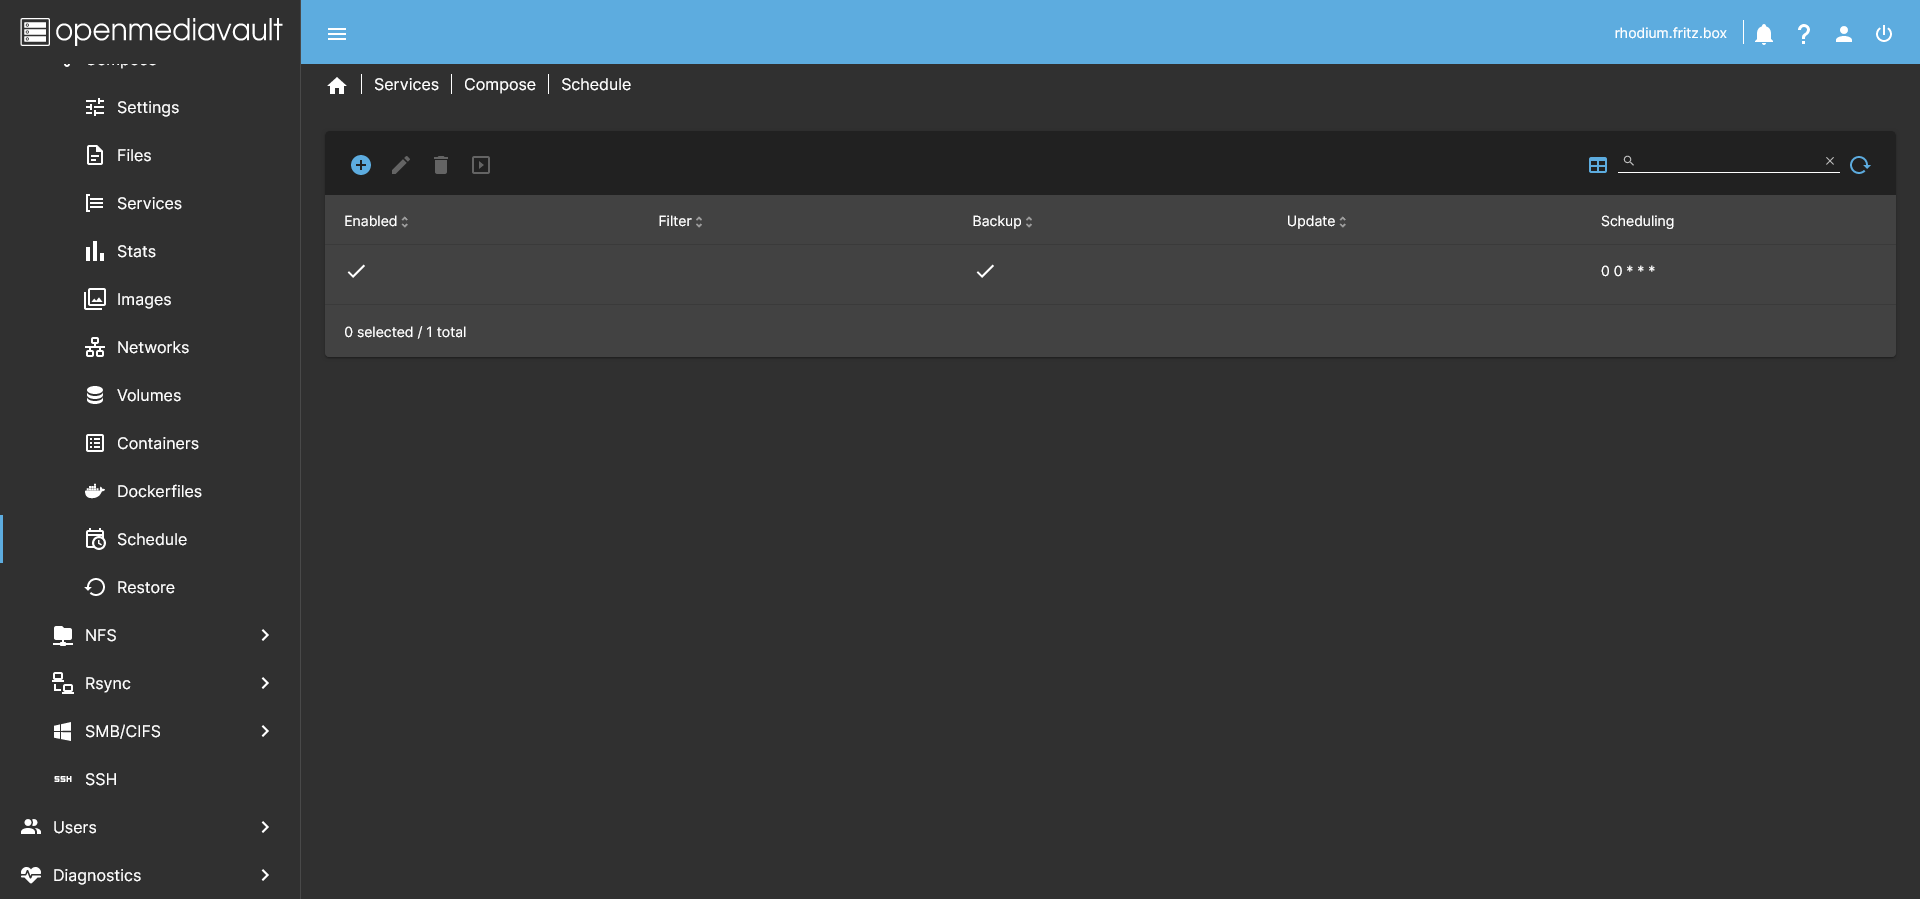 openmediavault
rhodium.fritz.box
Compose
Settings
Files
Services
Stats
Images
Networks
Volumes
Containers
Dockerfiles
Schedule
Restore
NFS
Rsync
SMB/CIFS
SSH SSH
Users
Diagnostics
Services | Compose | Schedule
Enabled Filter Backup Update Scheduling
0 0 * * *
0 selected / 1 total